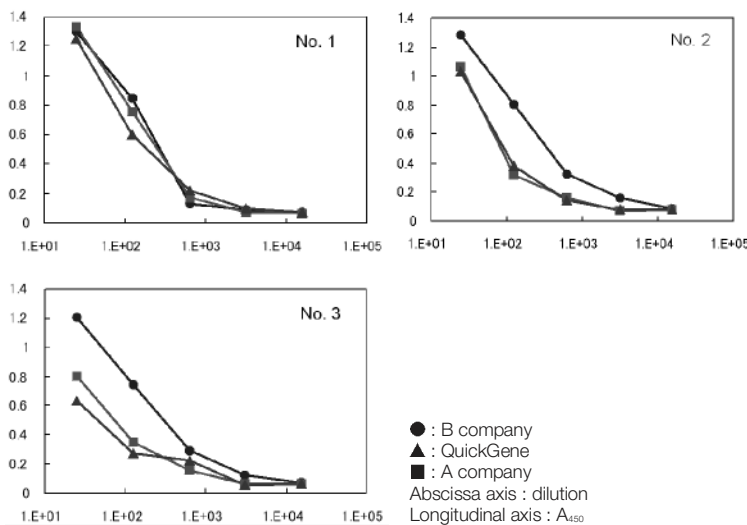 No. 1
1.4
1.2
1
0.8
0.6
0.4
0.2
0
1.E+01 1.E+02 1.E+03 1.E+04 1.E+05
No. 2
1.4
1.2
1
0.8
0.6
0.4
0.2
0
1.E+01 1.E+02 1.E+03 1.E+04 1.E+05
No. 3
1.4
1.2
1
0.8
0.6
0.4
0.2
0
1.E+01 1.E+02 1.E+03 1.E+04 1.E+05
● : B company
▲ : QuickGene
■ : A company
Abscissa axis : dilution
Longitudinal axis : A₄₅₀